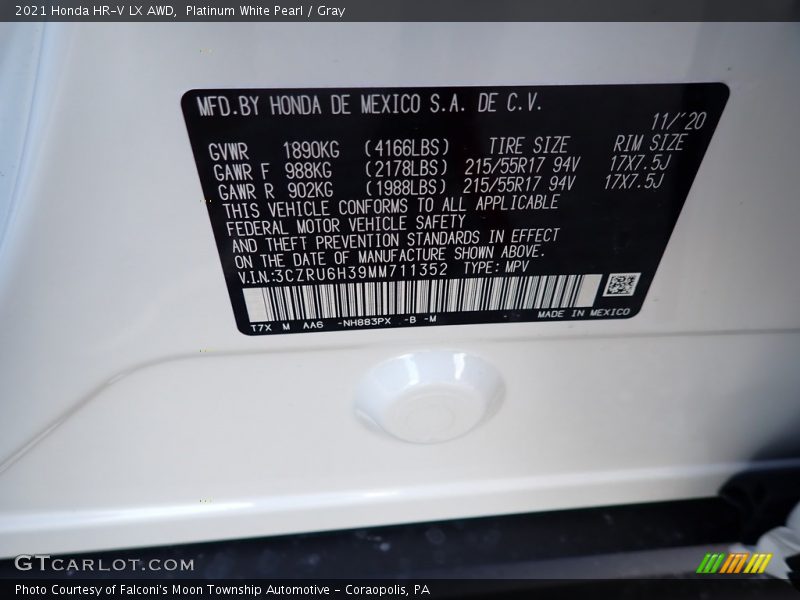 2021 Honda HR-V LX AWD, Platinum White Pearl / Gray
MFD.BY HONDA DE MEXICO S.A. DE C.V.
11/'20
GVWR 1890KG (4166LBS) TIRE SIZE RIM SIZE
GAWR F 988KG (2178LBS) 215/55R17 94V 17X7.5J
GAWR R 902KG (1988LBS) 215/55R17 94V 17X7.5J
THIS VEHICLE CONFORMS TO ALL APPLICABLE
FEDERAL MOTOR VEHICLE SAFETY
AND THEFT PREVENTION STANDARDS IN EFFECT
ON THE DATE OF MANUFACTURE SHOWN ABOVE.
V.I.N:3CZRU6H39MM711352 TYPE: MPV
T7X M AA6 -NH883PX -B -M MADE IN MEXICO
GTCARLOT.COM
Photo Courtesy of Falconi's Moon Township Automotive - Coraopolis, PA